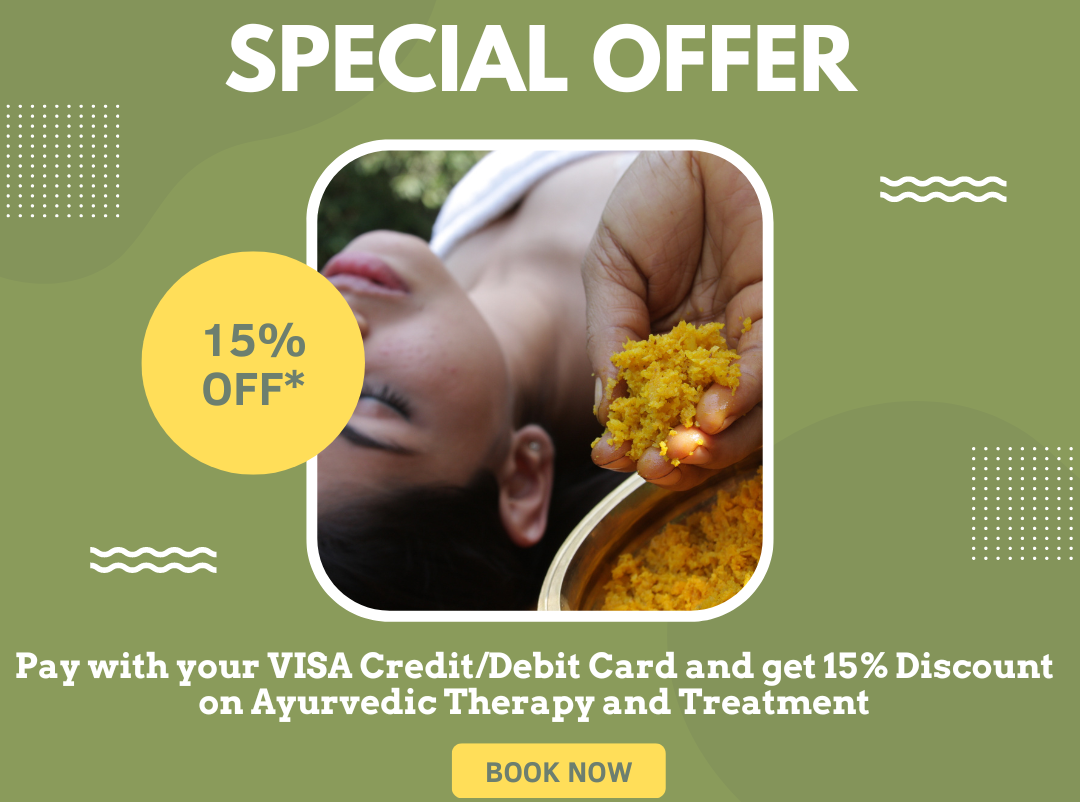 SPECIAL OFFER
15%
OFF*
Pay with your VISA Credit/Debit Card and get 15% Discount
on Ayurvedic Therapy and Treatment
BOOK NOW